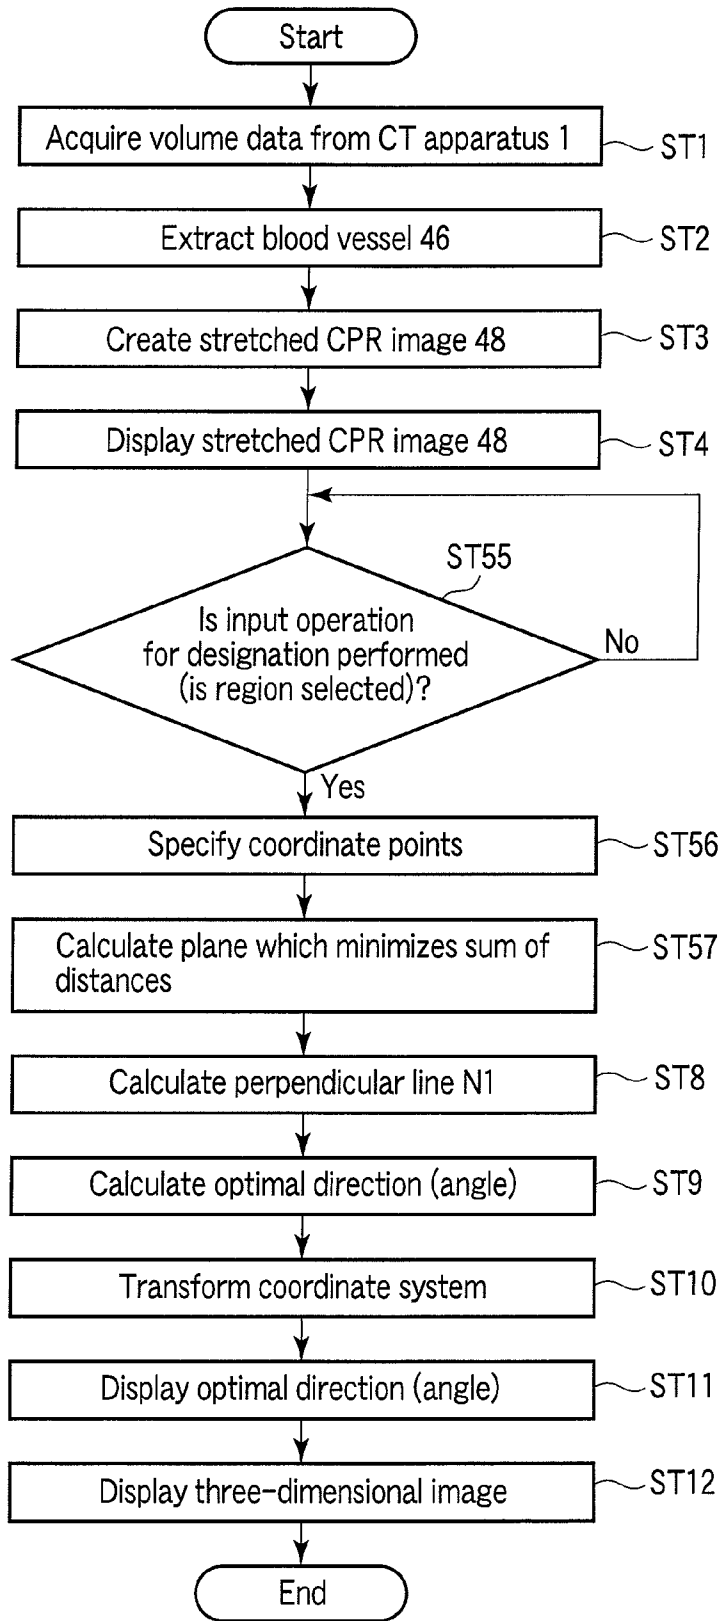 Start
Acquire volume data from CT apparatus 1
ST1
Extract blood vessel 46
ST2
Create stretched CPR image 48
ST3
Display stretched CPR image 48
ST4
ST55
Is input operation
for designation performed
(is region selected)?
No
Yes
Specify coordinate points
ST56
Calculate plane which minimizes sum of
distances
ST57
Calculate perpendicular line N1
ST8
Calculate optimal direction (angle)
ST9
Transform coordinate system
ST10
Display optimal direction (angle)
ST11
Display three-dimensional image
ST12
End